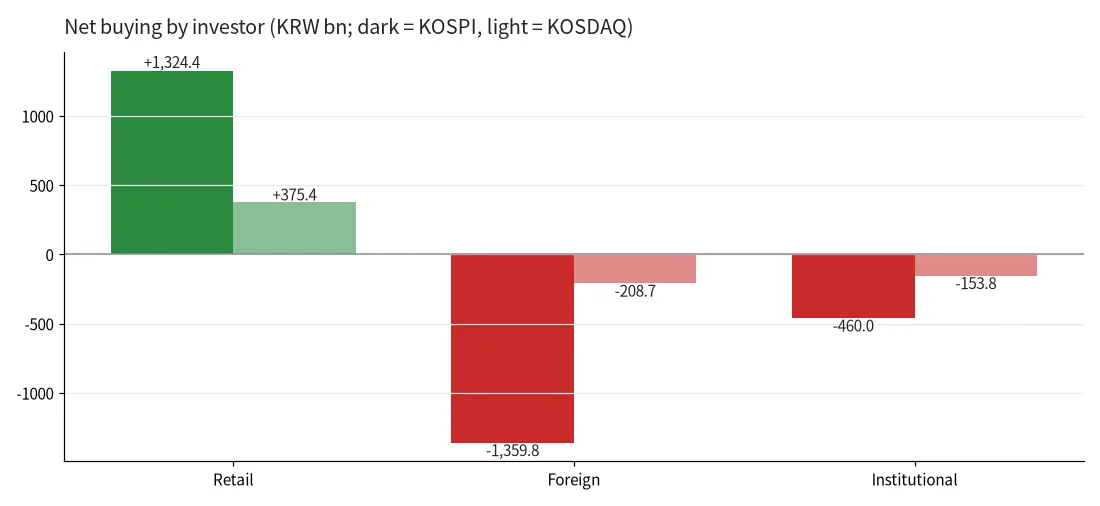 Net buying by investor (KRW bn; dark = KOSPI, light = KOSDAQ)
+1,324.4
1000
500
+375.4
0
-208.7
-153.8
-500
-460.0
-1000
-1,359.8
Retail
Foreign
Institutional